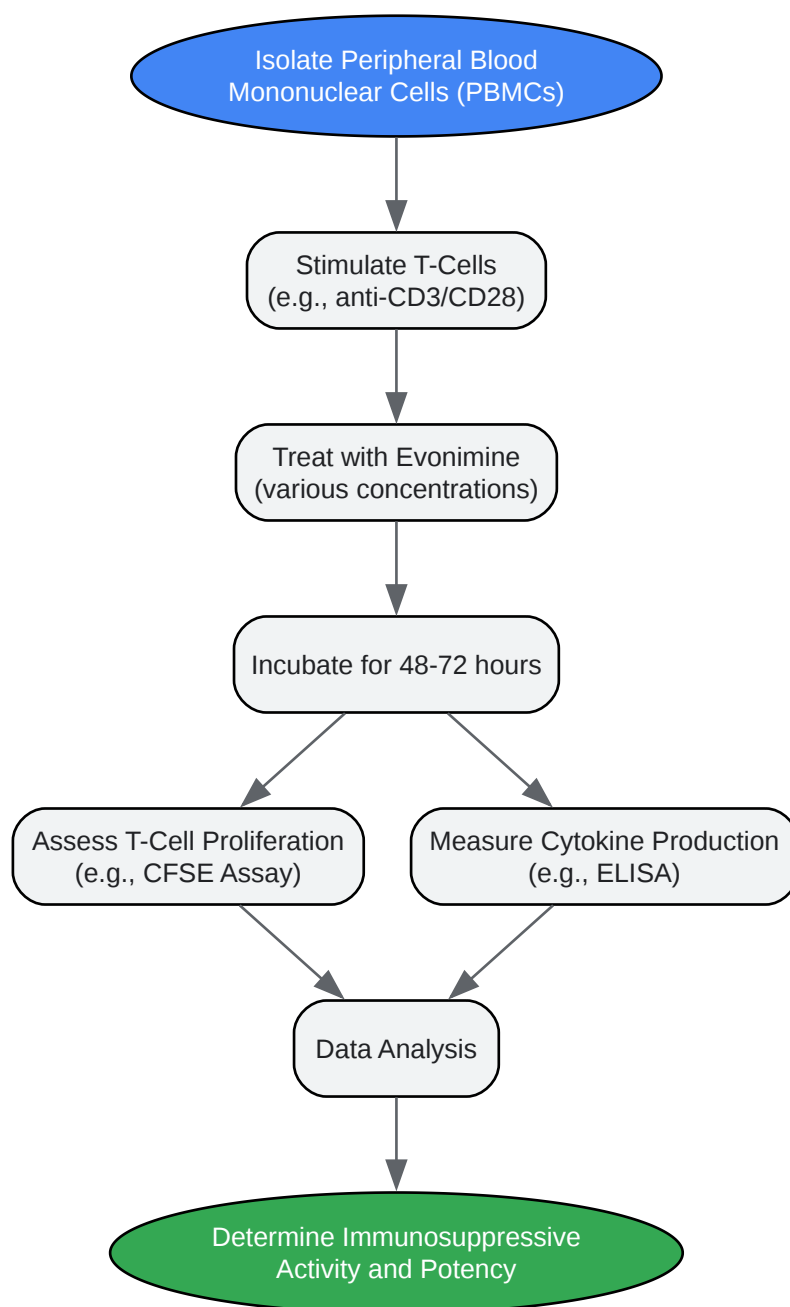 Isolate Peripheral Blood
Mononuclear Cells (PBMCs)
Stimulate T-Cells
(e.g., anti-CD3/CD28)
Treat with Evonimine
(various concentrations)
Incubate for 48-72 hours
Assess T-Cell Proliferation
(e.g., CFSE Assay)
Measure Cytokine Production
(e.g., ELISA)
Data Analysis
Determine Immunosuppressive
Activity and Potency